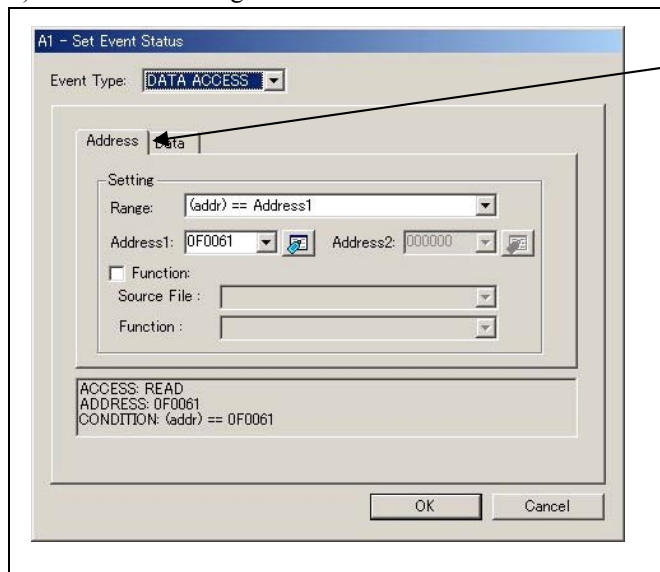 A1 - Set Event Status
Event Type: DATA ACCESS
Address Data
Setting
Range: (addr) == Address1
Address1: 0F0061 Address2: 000000
Function:
Source File :
Function :
ACCESS: READ
ADDRESS: 0F0061
CONDITION: (addr) == 0F0061
OK Cancel